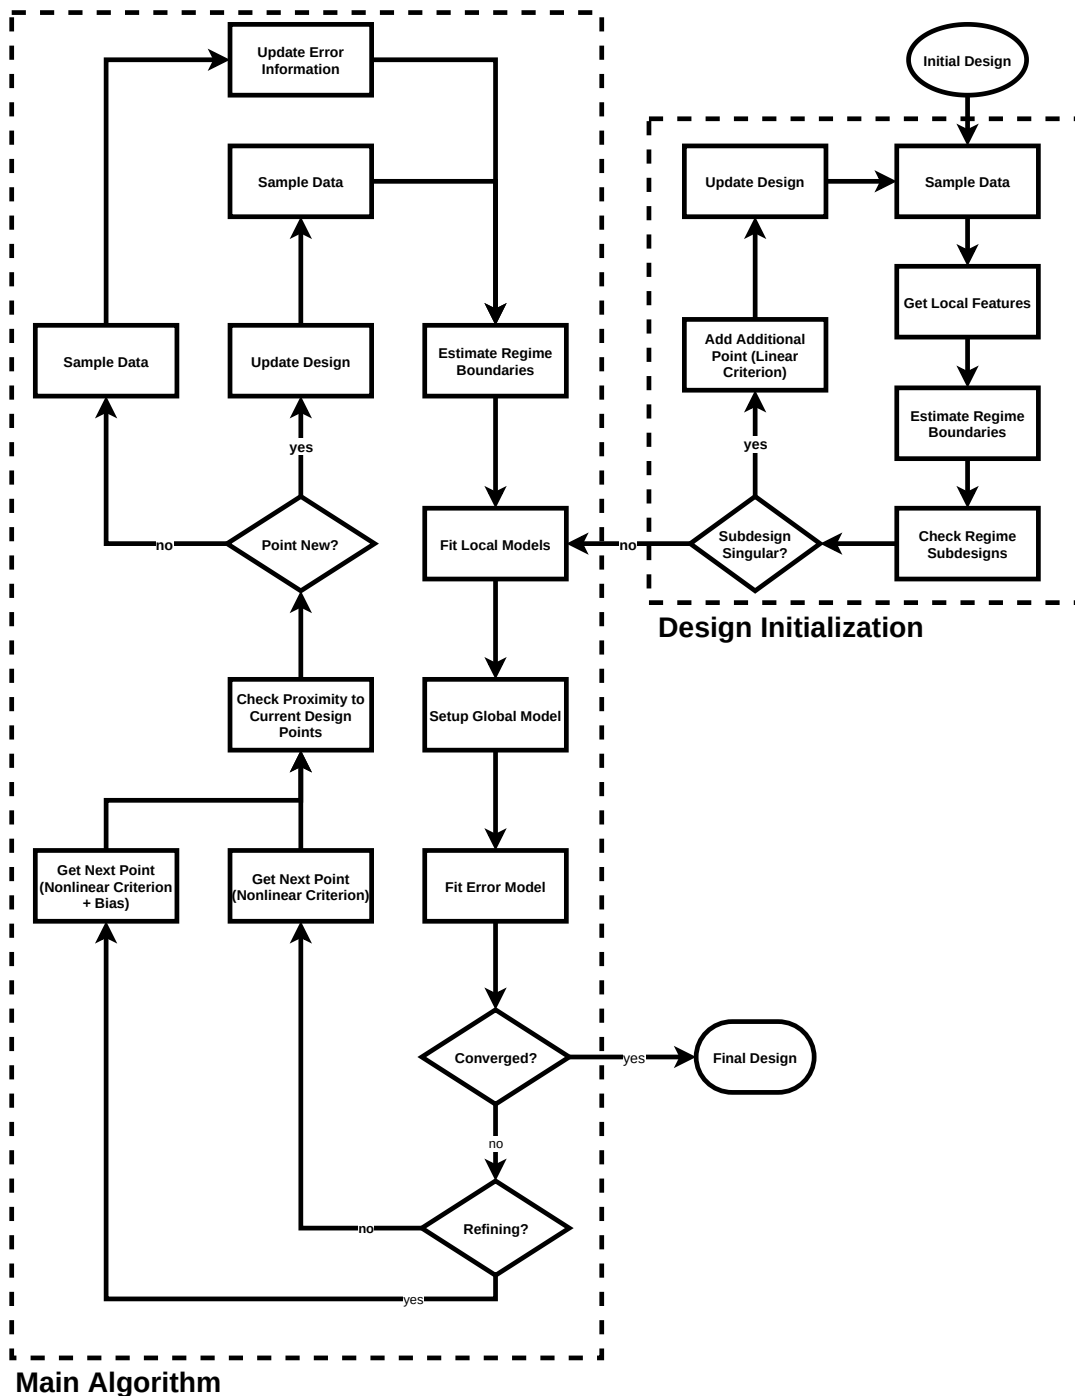 Update Error
Information
Initial Design
Sample Data
Update Design
Sample Data
Get Local Features
Sample Data
Update Design
Estimate Regime
Boundaries
Add Additional
Point (Linear
Criterion)
Estimate Regime
Boundaries
yes
yes
no
Point New?
Fit Local Models
no
Subdesign
Singular?
Check Regime
Subdesigns
Design Initialization
Check Proximity to
Current Design
Points
Setup Global Model
Get Next Point
(Nonlinear Criterion
+ Bias)
Get Next Point
(Nonlinear Criterion)
Fit Error Model
Converged?
yes
Final Design
no
no
Refining?
yes
Main Algorithm